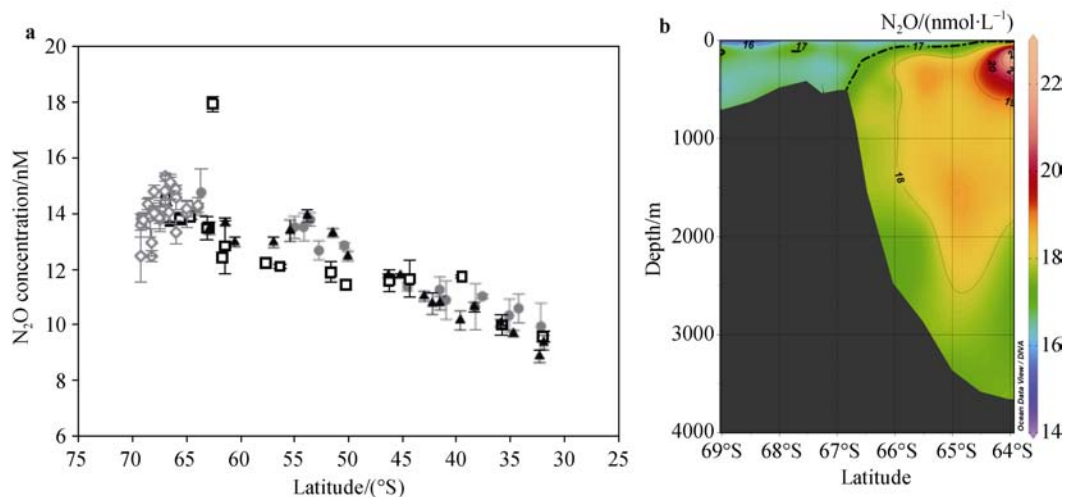 a
N₂O concentration/nM
20
18
16
14
12
10
8
6
75 70 65 60 55 50 45 40 35 30 25
Latitude/(°S)
b
N₂O/(nmol·L⁻¹)
Depth/m
0
1000
2000
3000
4000
16
17
17
20
18
69°S 68°S 67°S 66°S 65°S 64°S
Latitude
Ocean Data View / DIVA
22
20
18
16
14